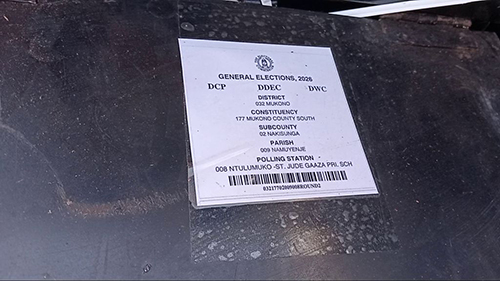 GENERAL ELECTIONS, 2026
DCP DDEC DWC
DISTRICT
032 MUKONO
CONSTITUENCY
177 MUKONO COUNTY SOUTH
SUBCOUNTY
02 NAKISUNGA
PARISH
009 NAMUYENJE
POLLING STATION
008 NTULUMUKO -ST. JUDE GAAZA PRI. SCH
0321770200908ROUND2